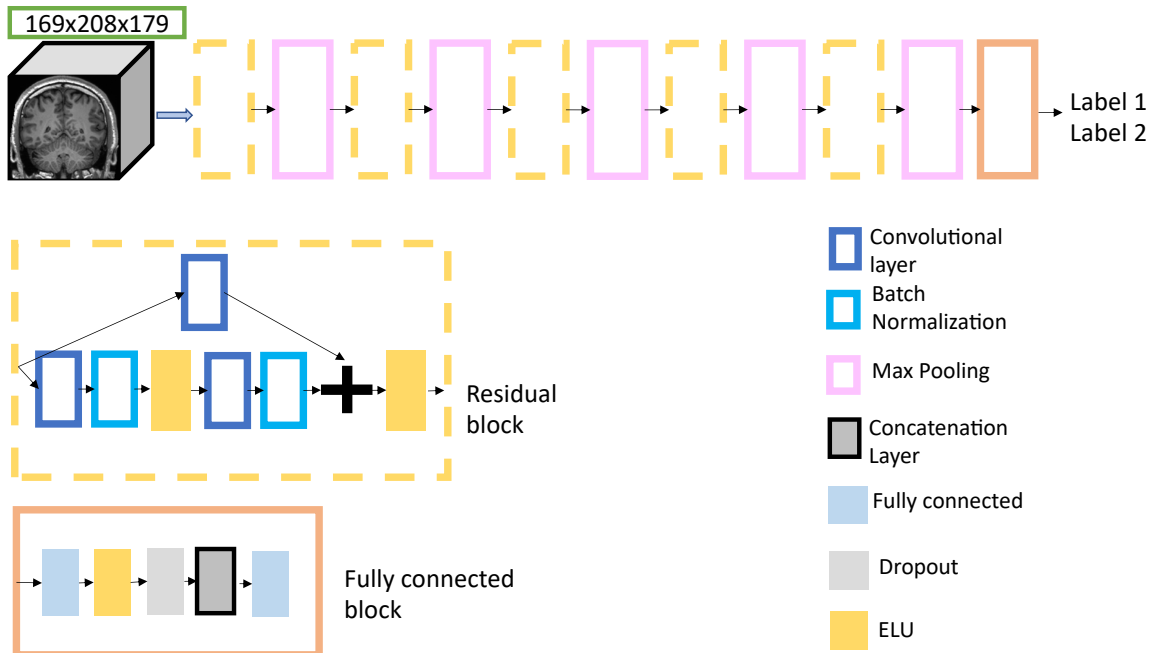 169x208x179
Label 1
Label 2
Convolutional
layer
Batch
Normalization
Max Pooling
Residual
block
Concatenation
Layer
Fully connected
Fully connected
block
Dropout
ELU